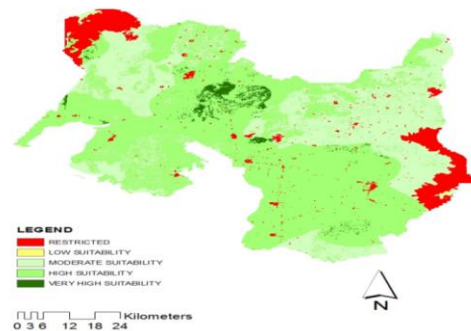 LEGEND
RESTRICTED
LOW SUITABILITY
MODERATE SUITABILITY
HIGH SUITABILITY
VERY HIGH SUITABILITY
N
Kilometers
0 3 6 12 18 24